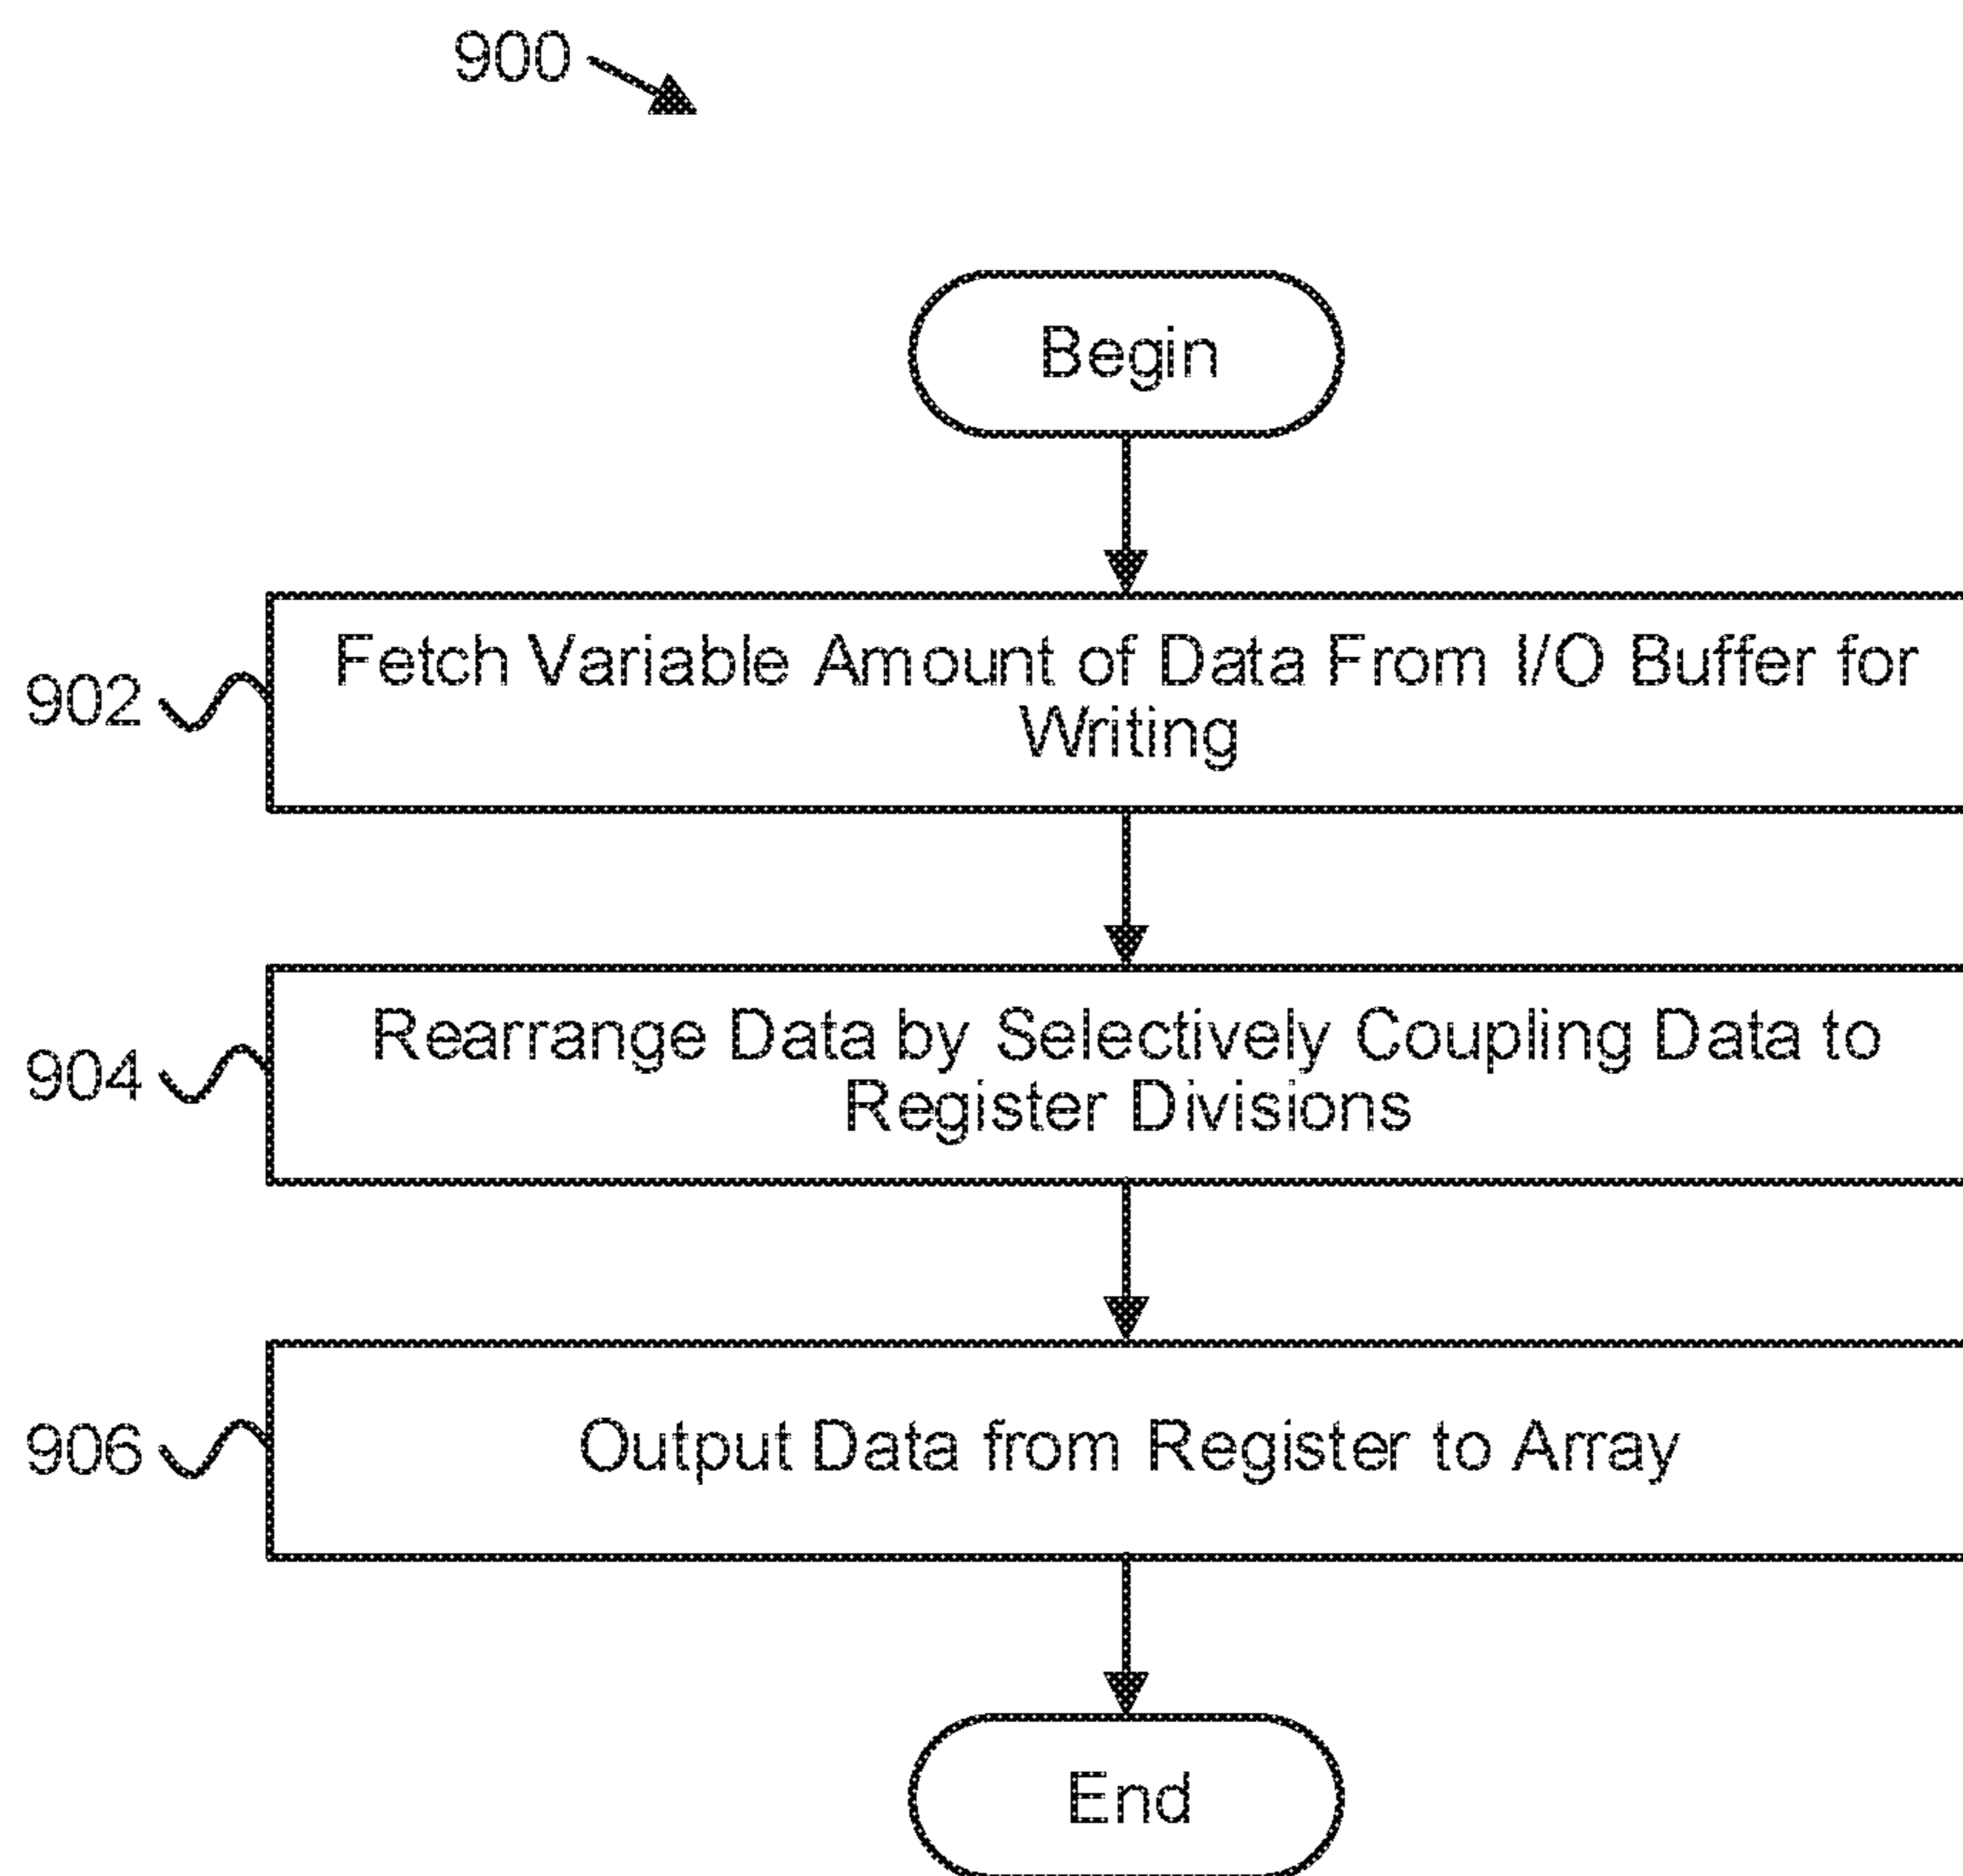 900
Begin
902
Fetch Variable Amount of Data From I/O Buffer for
Writing
904
Rearrange Data by Selectively Coupling Data to
Register Divisions
906
Output Data from Register to Array
End